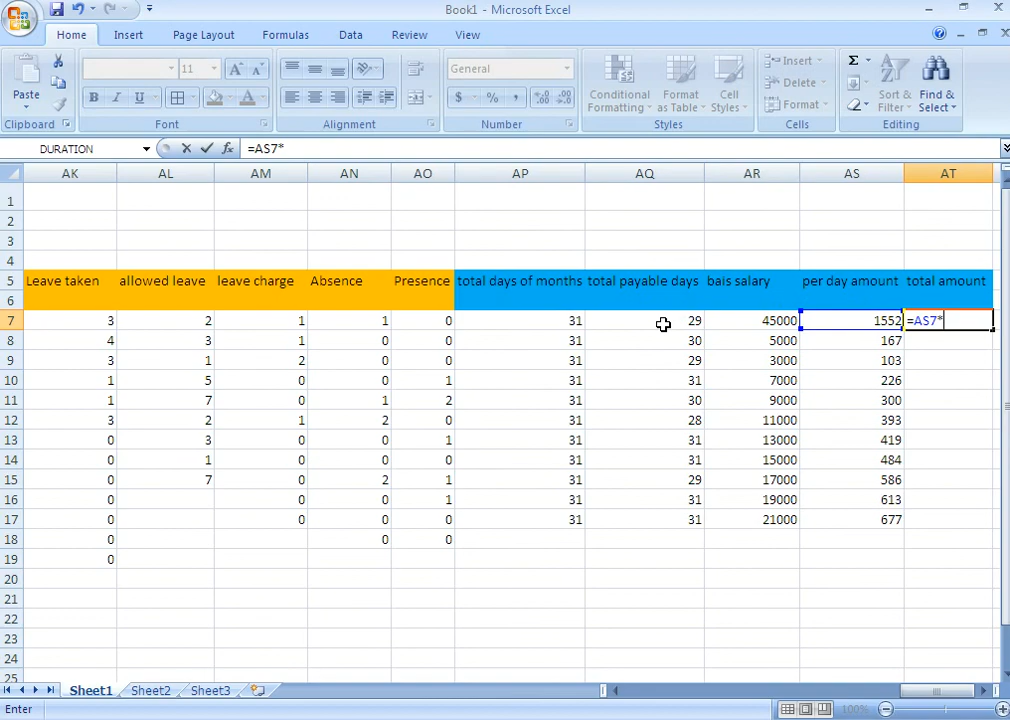 Book1 - Microsoft Excel
Home Insert Page Layout Formulas Data Review View
11 General Insert
Paste Conditional Formatting Format as Table Cell Styles Delete Sort & Filter Find & Select
B I U $ % , Format
Clipboard Font Alignment Number Styles Cells Editing
DURATION fx =AS7*
AK AL AM AN AO AP AQ AR AS AT
1
2
3
4
5 Leave taken allowed leave leave charge Absence Presence total days of months total payable days bais salary per day amount total amount
6
7 3 2 1 1 0 31 29 45000 1552 =AS7*
8 4 3 1 0 0 31 30 5000 167
9 3 1 2 0 0 31 29 3000 103
10 1 5 0 0 1 31 31 7000 226
11 1 7 0 1 2 31 30 9000 300
12 3 2 1 2 0 31 28 11000 393
13 0 3 0 0 1 31 31 13000 419
14 0 1 0 0 0 31 31 15000 484
15 0 7 0 2 1 31 29 17000 586
16 0 0 0 1 31 31 19000 613
17 0 0 0 0 31 31 21000 677
18 0 0 0
19 0
20
21
22
23
24
25
Sheet1 Sheet2 Sheet3
Enter 100%